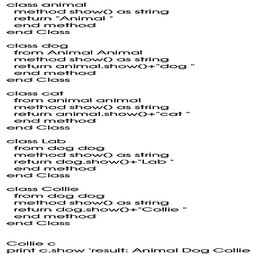 class animal
method show() as string
return "Animal "
end method
end Class
class dog
from Animal Animal
method show() as string
return animal.show()+"dog "
end method
end Class
class cat
from animal animal
method show() as string
return animal.show()+"cat "
end method
end Class
class Lab
from dog dog
method show() as string
return dog.show()+"Lab "
end method
end Class
class Collie
from dog dog
method show() as string
return dog.show()+"Collie "
end method
end Class
Collie c
print c.show 'result: Animal Dog Collie